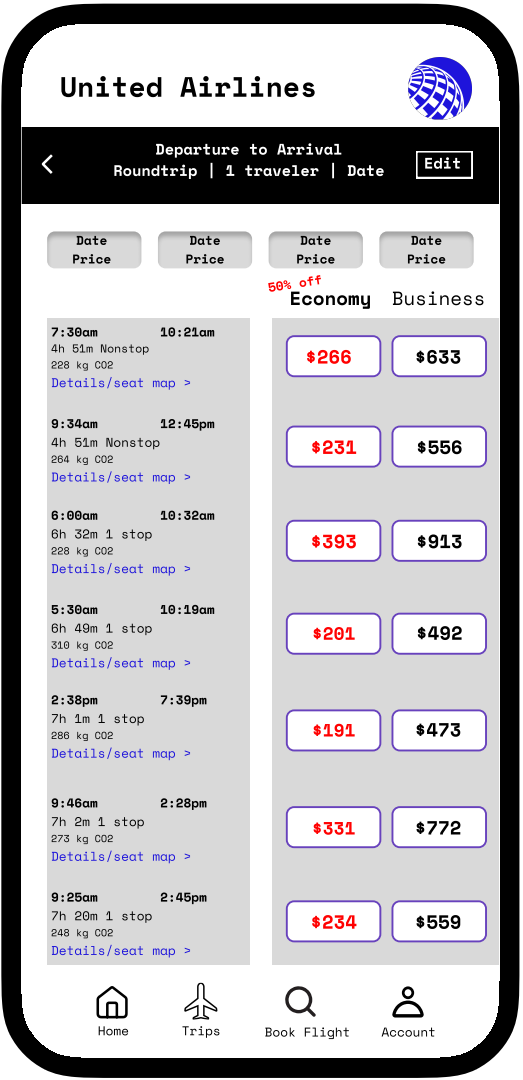 United Airlines
Departure to Arrival
Roundtrip | 1 traveler | Date
Edit
Date Date Date Date
Price Price Price Price
50% off
Economy Business
7:30am 10:21am
4h 51m Nonstop
228 kg CO2
Details/seat map >
$266 $633
9:34am 12:45pm
4h 51m Nonstop
264 kg CO2
Details/seat map >
$231 $556
6:00am 10:32am
6h 32m 1 stop
228 kg CO2
Details/seat map >
$393 $913
5:30am 10:19am
6h 49m 1 stop
310 kg CO2
Details/seat map >
$201 $492
2:38pm 7:39pm
7h 1m 1 stop
286 kg CO2
Details/seat map >
$191 $473
9:46am 2:28pm
7h 2m 1 stop
273 kg CO2
Details/seat map >
$331 $772
9:25am 2:45pm
7h 20m 1 stop
248 kg CO2
Details/seat map >
$234 $559
Home Trips Book Flight Account